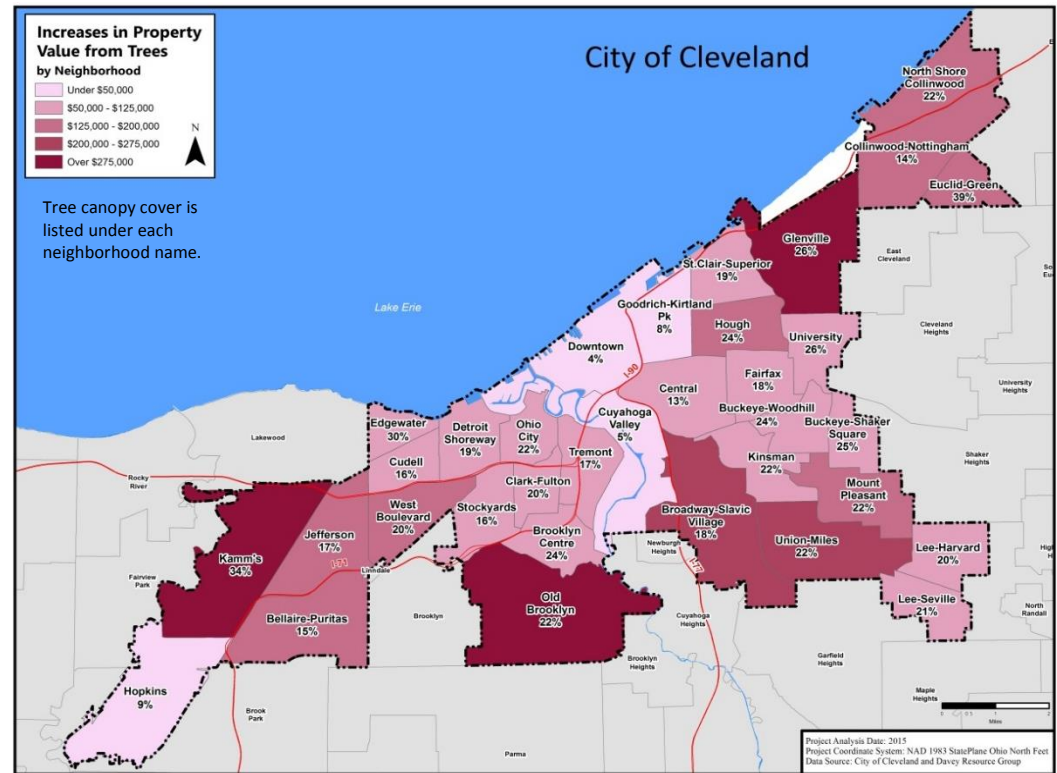 Increases in Property
Value from Trees
by Neighborhood
Under $50,000
$50,000 - $125,000
$125,000 - $200,000
$200,000 - $275,000
Over $275,000
N
Tree canopy cover is
listed under each
neighborhood name.
City of Cleveland
Lake Erie
North Shore
Collinwood
22%
Collinwood-Nottingham
14%
Euclid-Green
39%
Glenville
26%
East
Cleveland
St.Clair-Superior
19%
Goodrich-Kirtland
Pk
8%
Hough
24%
University
26%
Cleveland
Heights
Downtown
4%
I-90
Fairfax
18%
University
Heights
Central
13%
Buckeye-Woodhill
24%
Buckeye-Shaker
Square
25%
Shaker
Heights
Cuyahoga
Valley
5%
Kinsman
22%
Mount
Pleasant
22%
Edgewater
30%
Detroit
Shoreway
19%
Ohio
City
22%
Tremont
17%
Lakewood
Cudell
16%
Clark-Fulton
20%
Rocky
River
West
Boulevard
20%
Stockyards
16%
Brooklyn
Centre
24%
Broadway-Slavic
Village
18%
Union-Miles
22%
Lee-Harvard
20%
Lee-Seville
21%
Jefferson
17%
Kamm's
34%
I-71
Linndale
Newburgh
Heights
I-77
Fairview
Park
Bellaire-Puritas
15%
Brooklyn
Old
Brooklyn
22%
Cuyahoga
Heights
North
Randall
Garfield
Heights
Brooklyn
Heights
Hopkins
9%
Maple
Heights
Brook
Park
Parma
0 0.5 1 2
Miles
Project Analysis Date: 2015
Project Coordinate System: NAD 1983 StatePlane Ohio North Feet
Data Source: City of Cleveland and Davey Resource Group